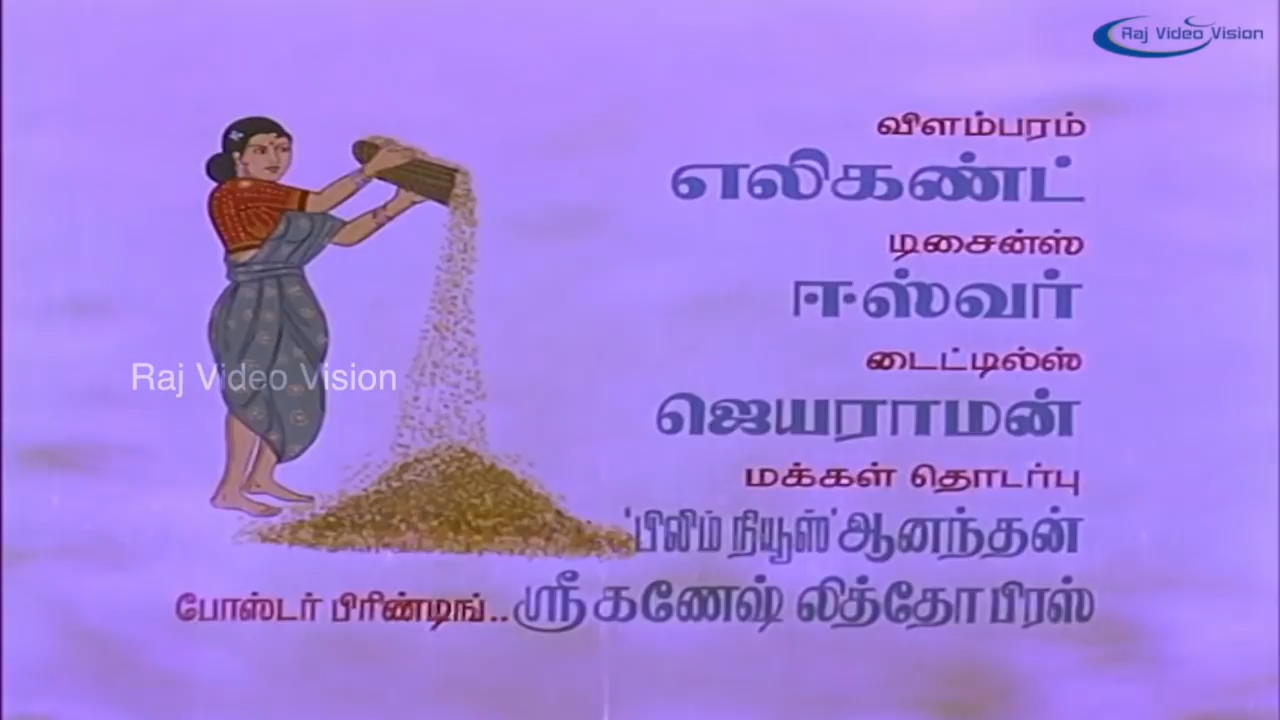 Raj Video Vision
விளம்பரம்
எலிகண்ட்
டிசைன்ஸ்
ஈஸ்வர்
டைட்டில்ஸ்
Raj Video Vision
ஜெயராமன்
மக்கள் தொடர்பு
'பிலிம் நியூஸ்' ஆனந்தன்
போஸ்டர் பிரிண்டிங்.. ஸ்ரீ கணேஷ் லித்தோ பிரஸ்